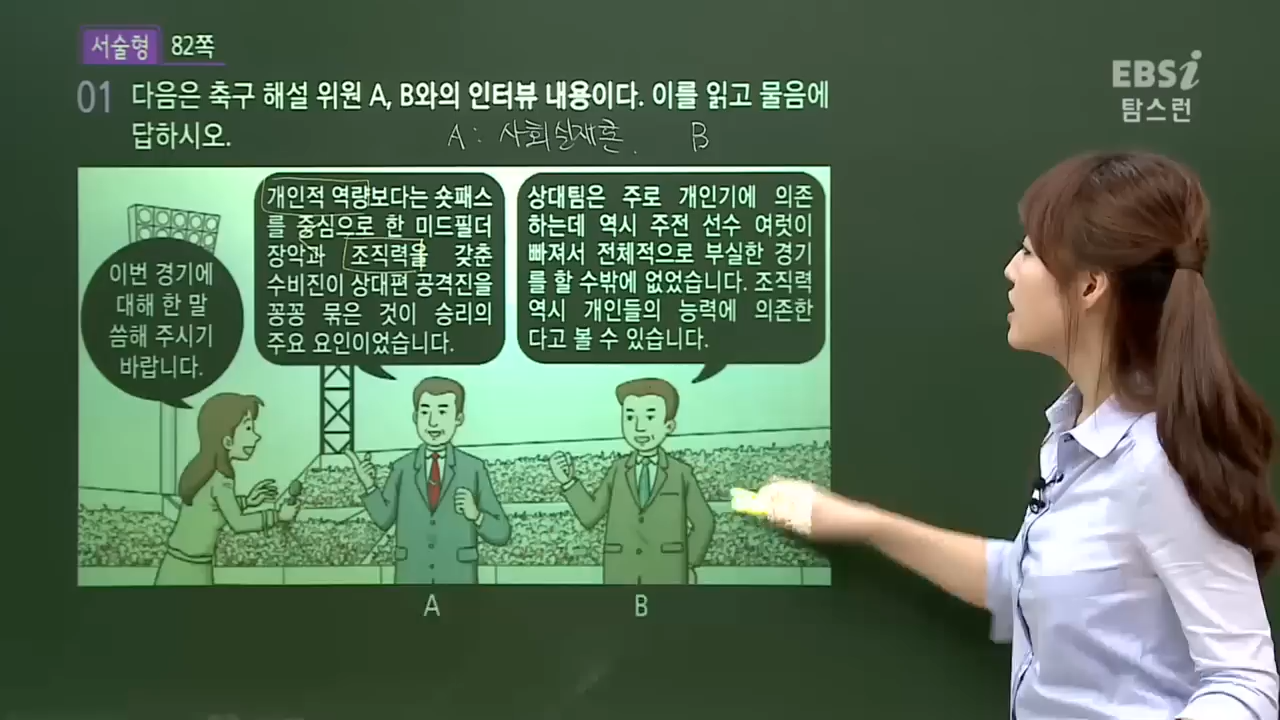 서술형 82쪽
EBSi
탐스런
01 다음은 축구 해설 위원 A, B와의 인터뷰 내용이다. 이를 읽고 물음에
답하시오.
A : 사회실재론. B
이번 경기에
대해 한 말
씀해 주시기
바랍니다.
개인적 역량보다는 숏패스
를 중심으로 한 미드필더
장악과 조직력을 갖춘
수비진이 상대편 공격진을
꽁꽁 묶은 것이 승리의
주요 요인이었습니다.
상대팀은 주로 개인기에 의존
하는데 역시 주전 선수 여럿이
빠져서 전체적으로 부실한 경기
를 할 수밖에 없었습니다. 조직력
역시 개인들의 능력에 의존한
다고 볼 수 있습니다.
A
B